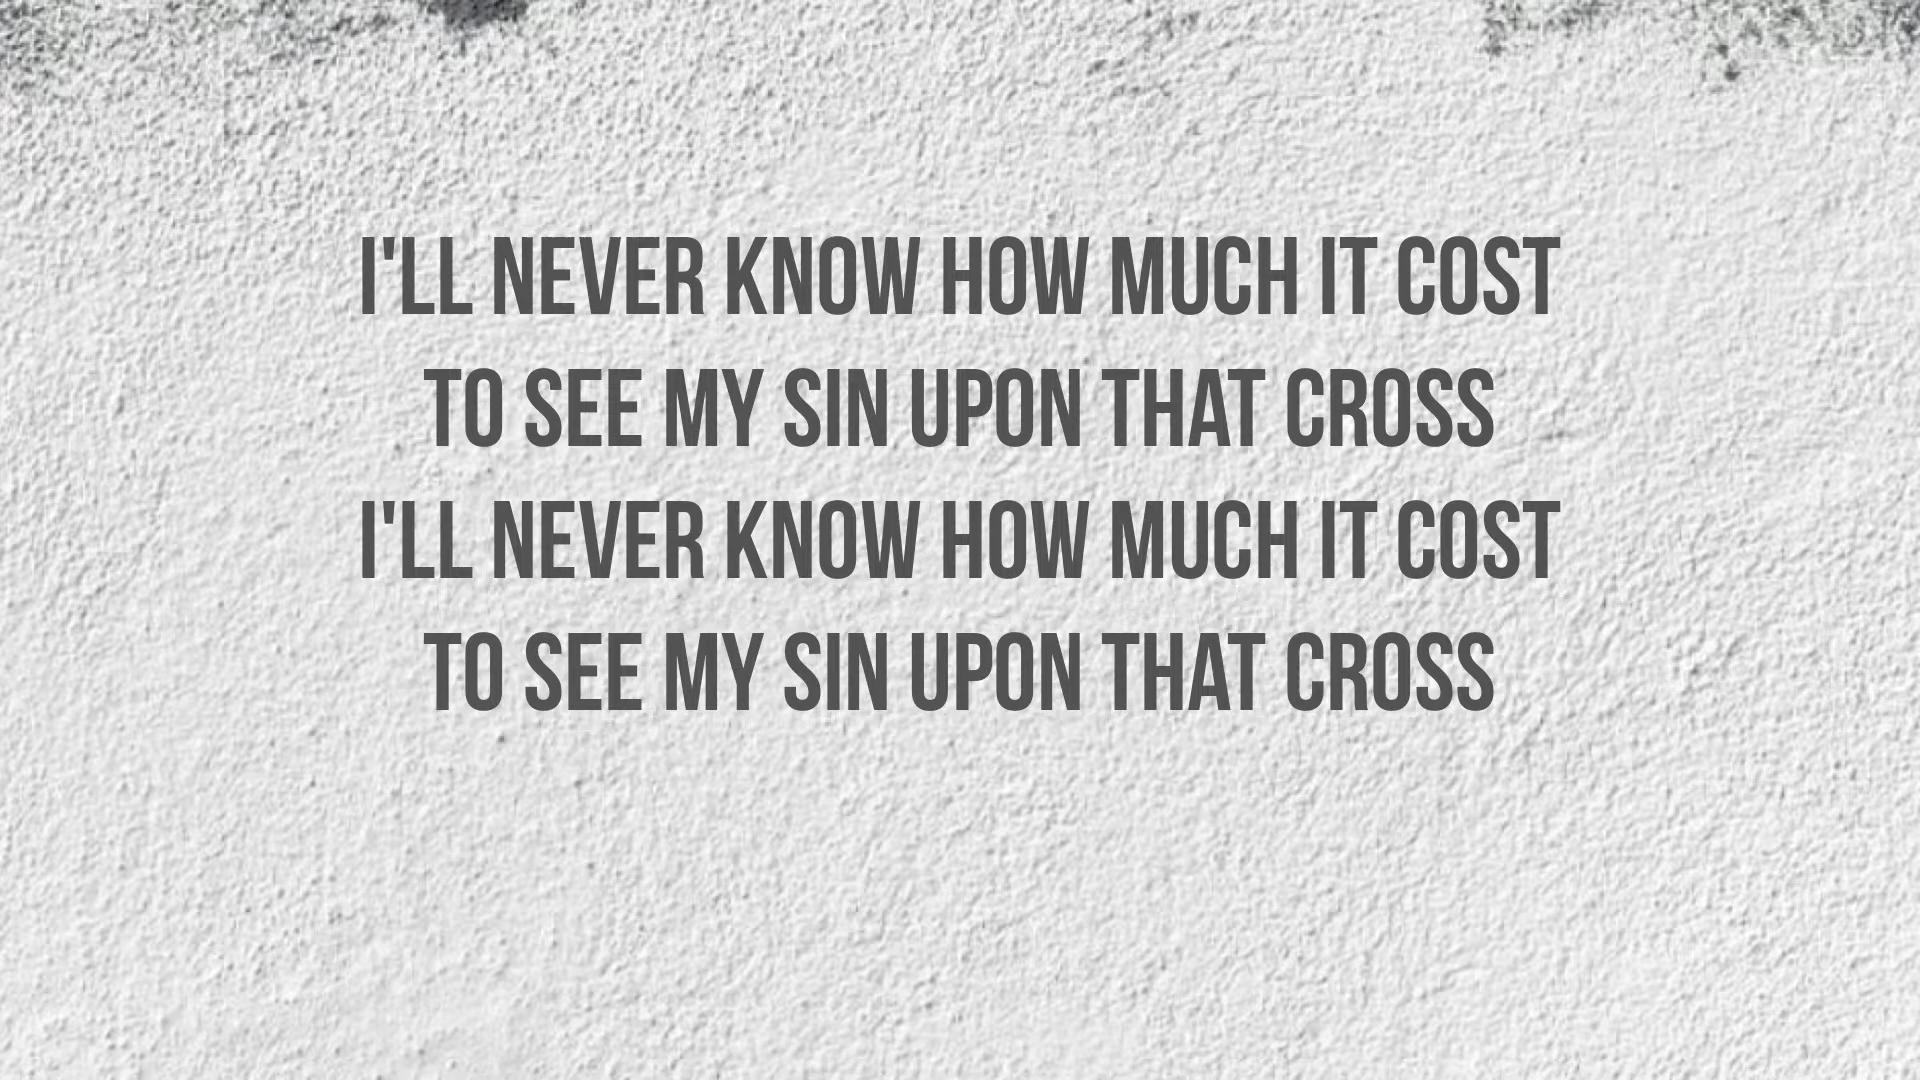 I'LL NEVER KNOW HOW MUCH IT COST
TO SEE MY SIN UPON THAT CROSS
I'LL NEVER KNOW HOW MUCH IT COST
TO SEE MY SIN UPON THAT CROSS